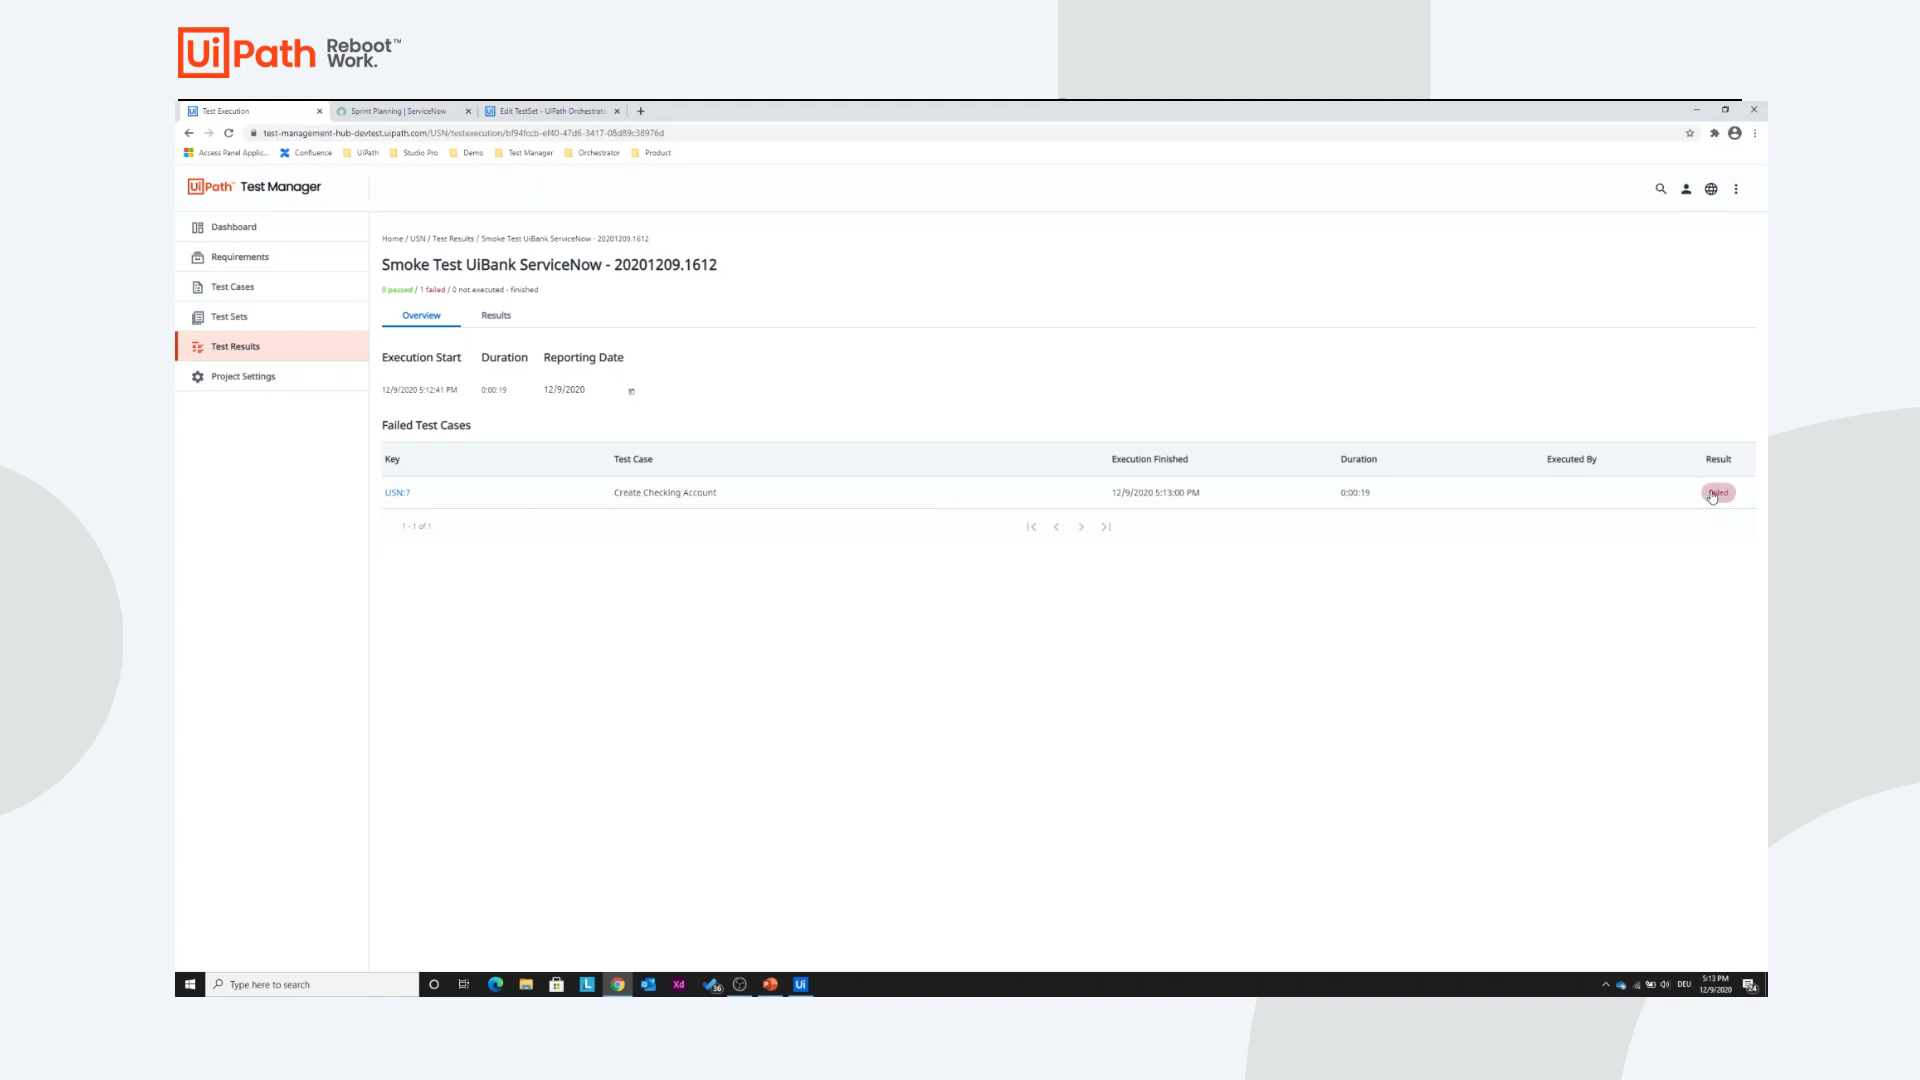 UiPath Reboot™ Work.
Test Execution
Sprint Planning | ServiceNow
Edit TestSet - UiPath Orchestrato
test-management-hub-devtest.uipath.com/USN/testexecution/bf94fccb-ef40-47d6-3417-08d89c38976d
Access Panel Applic... Confluence UiPath Studio Pro Demo Test Manager Orchestrator Product
UiPath™ Test Manager
Dashboard
Requirements
Test Cases
Test Sets
Test Results
Project Settings
Home / USN / Test Results / Smoke Test UiBank ServiceNow - 20201209.1612
Smoke Test UiBank ServiceNow - 20201209.1612
0 passed / 1 failed / 0 not executed - finished
Overview Results
Execution Start Duration Reporting Date
12/9/2020 5:12:41 PM 0:00:19 12/9/2020
Failed Test Cases
Key Test Case Execution Finished Duration Executed By Result
USN:7 Create Checking Account 12/9/2020 5:13:00 PM 0:00:19
1 - 1 of 1
Type here to search
L
Xd
36
Ui
DEU
5:13 PM
12/9/2020
24